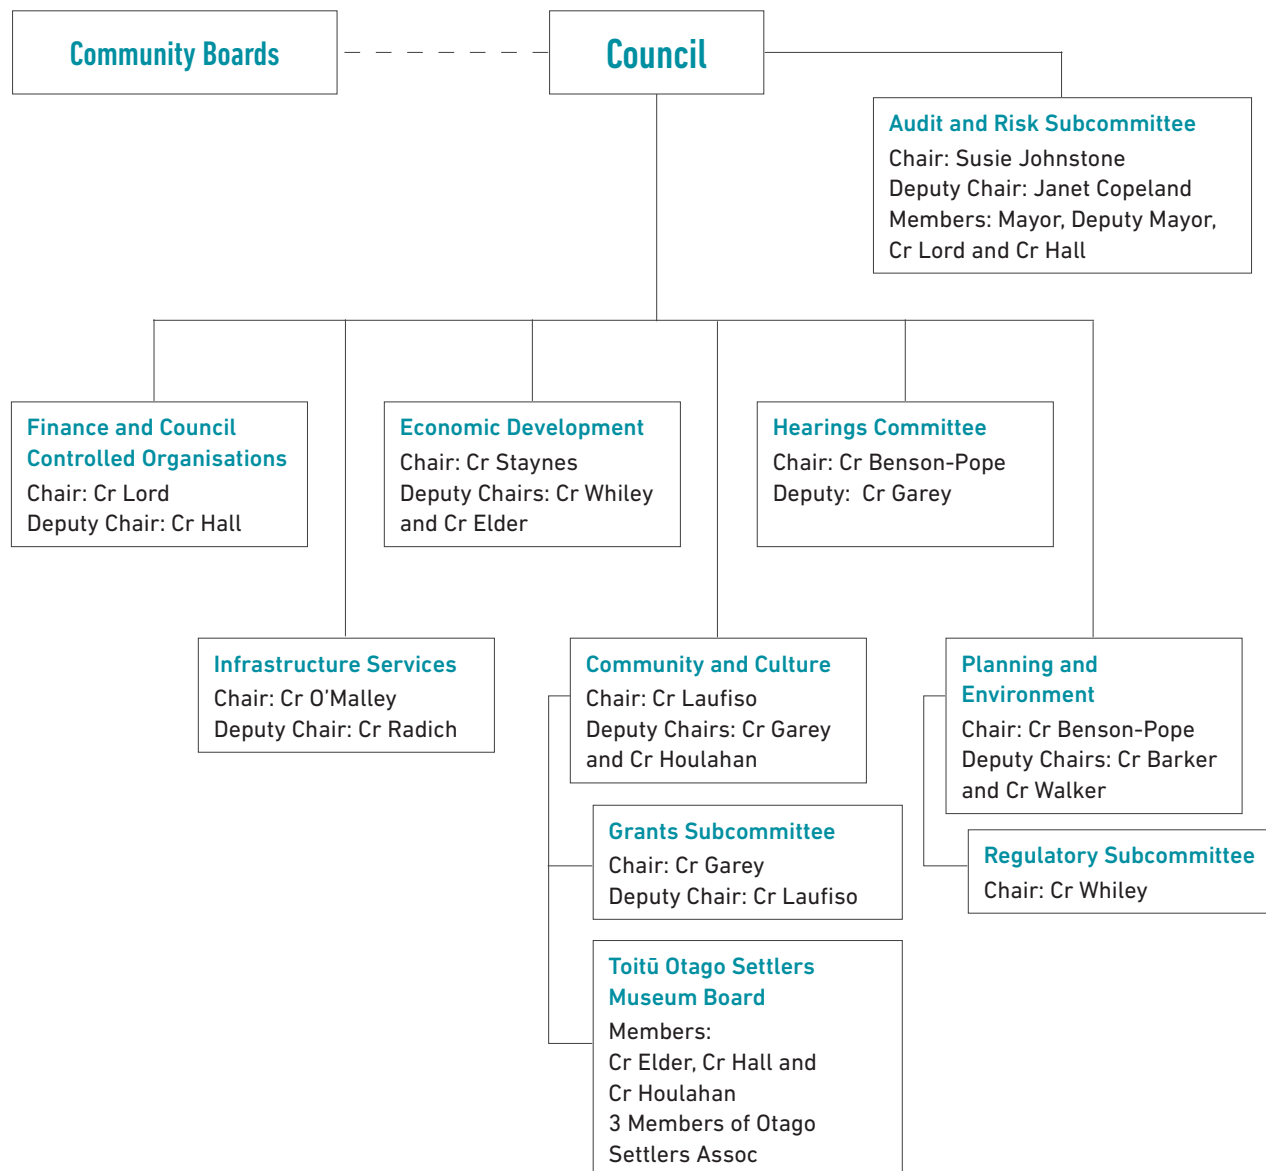 Community Boards
Council
Audit and Risk Subcommittee
Chair: Susie Johnstone
Deputy Chair: Janet Copeland
Members: Mayor, Deputy Mayor,
Cr Lord and Cr Hall
Finance and Council
Controlled Organisations
Chair: Cr Lord
Deputy Chair: Cr Hall
Economic Development
Chair: Cr Staynes
Deputy Chairs: Cr Whiley
and Cr Elder
Hearings Committee
Chair: Cr Benson-Pope
Deputy:  Cr Garey
Infrastructure Services
Chair: Cr O’Malley
Deputy Chair: Cr Radich
Community and Culture
Chair: Cr Laufiso
Deputy Chairs: Cr Garey
and Cr Houlahan
Planning and
Environment
Chair: Cr Benson-Pope
Deputy Chairs: Cr Barker
and Cr Walker
Grants Subcommittee
Chair: Cr Garey
Deputy Chair: Cr Laufiso
Regulatory Subcommittee
Chair: Cr Whiley
Toitū Otago Settlers
Museum Board
Members:
Cr Elder, Cr Hall and
Cr Houlahan
3 Members of Otago
Settlers Assoc